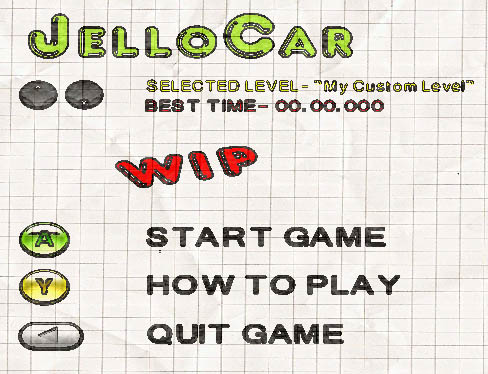 JELLOCAR
SELECTED LEVEL - "My Custom Level"
BEST TIME- 00.00.000
WIP
A START GAME
Y HOW TO PLAY
QUIT GAME